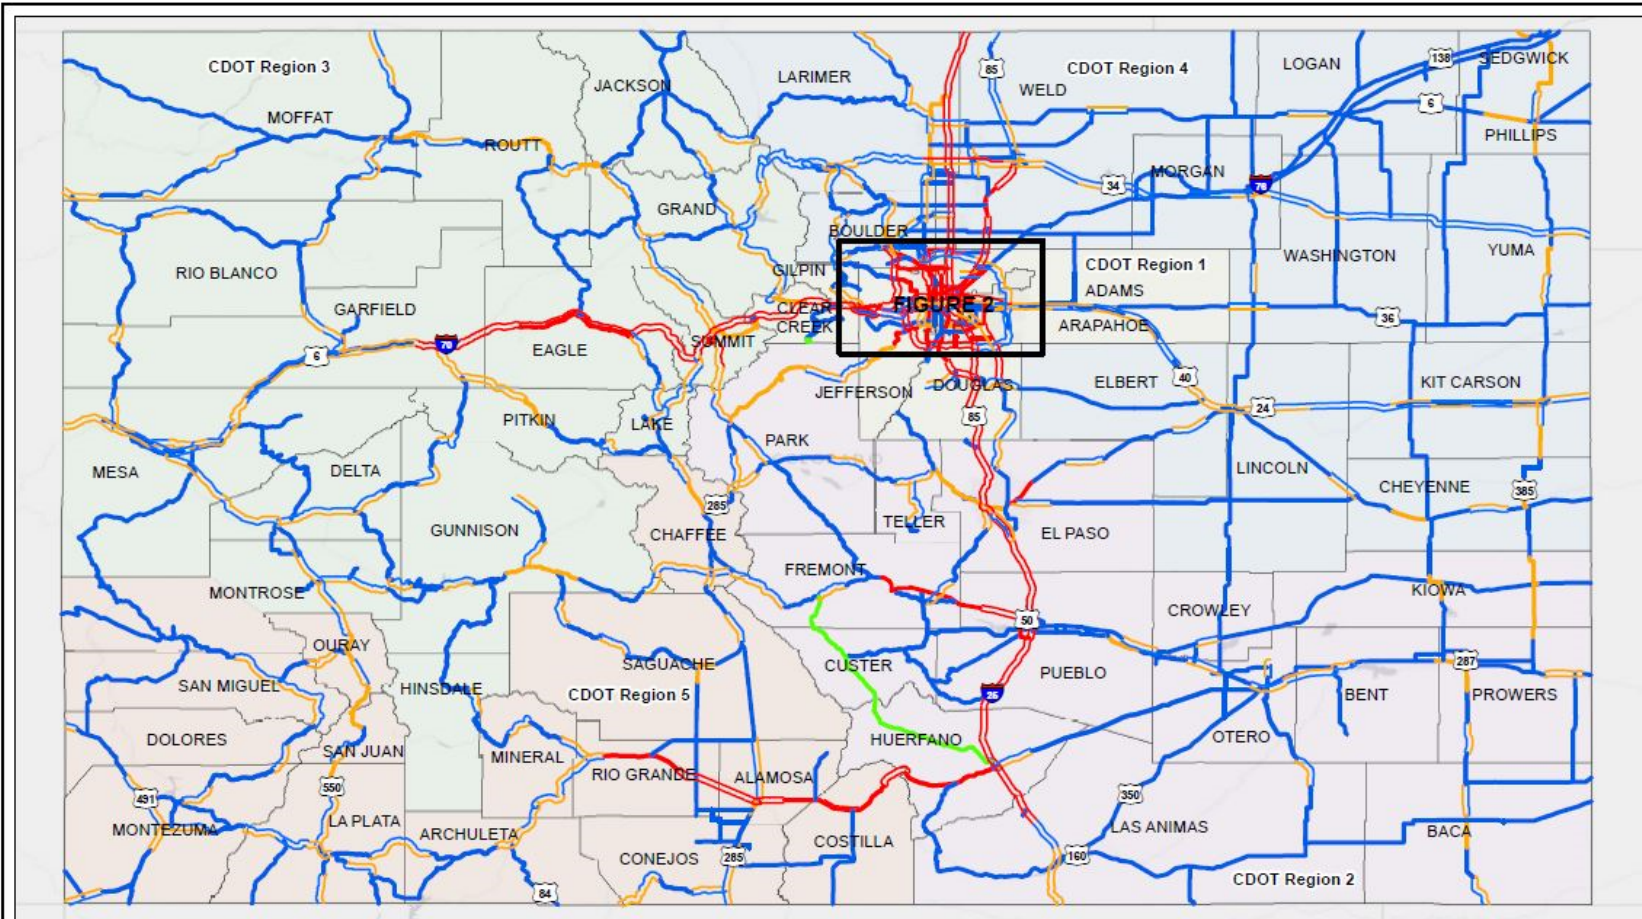 CDOT Region 3
CDOT Region 4
LOGAN
138
SEDGWICK
85
JACKSON
LARIMER
WELD
6
MOFFAT
PHILLIPS
ROUTT
MORGAN
34
76
GRAND
BOULDER
WASHINGTON
YUMA
RIO BLANCO
GILPIN
CDOT Region 1
ADAMS
GARFIELD
CLEAR
CREEK
FIGURE 2
36
ARAPAHOE
70
SUMMIT
EAGLE
6
JEFFERSON
DOUGLAS
ELBERT
40
KIT CARSON
24
PITKIN
LAKE
85
PARK
COLORADO
MESA
DELTA
LINCOLN
CHEYENNE
385
285
GUNNISON
CHAFFEE
TELLER
EL PASO
FREMONT
MONTROSE
KIOWA
CROWLEY
50
OURAY
SAGUACHE
CUSTER
PUEBLO
287
SAN MIGUEL
HINSDALE
CDOT Region 5
25
BENT
PROWERS
DOLORES
SAN JUAN
MINERAL
HUERFANO
OTERO
RIO GRANDE
ALAMOSA
550
491
350
MONTEZUMA
LA PLATA
ARCHULETA
COSTILLA
LAS ANIMAS
BACA
CONEJOS
285
160
84
CDOT Region 2